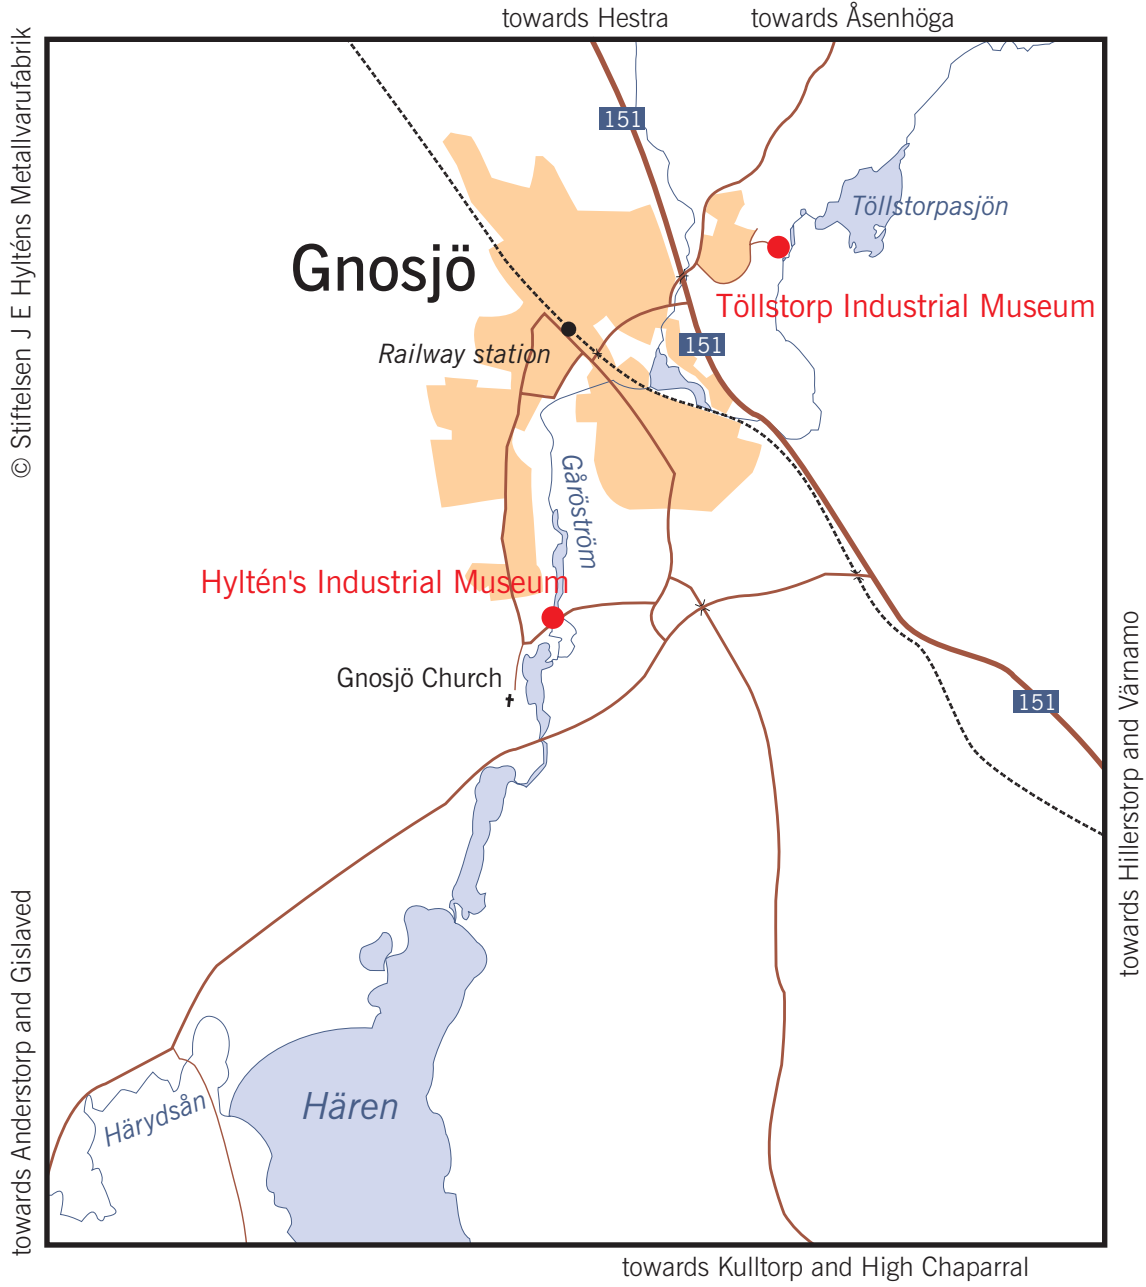 towards Hestra
towards Åsenhöga
© Stiftelsen J E Hylténs Metallvarufabrik
151
Töllstorpasjön
Gnosjö
Töllstorp Industrial Museum
151
Railway station
Gåröström
Hyltén's Industrial Museum
Gnosjö Church
151
towards Hillerstorp and Värnamo
towards Anderstorp and Gislaved
Hären
Härydsån
towards Kulltorp and High Chaparral